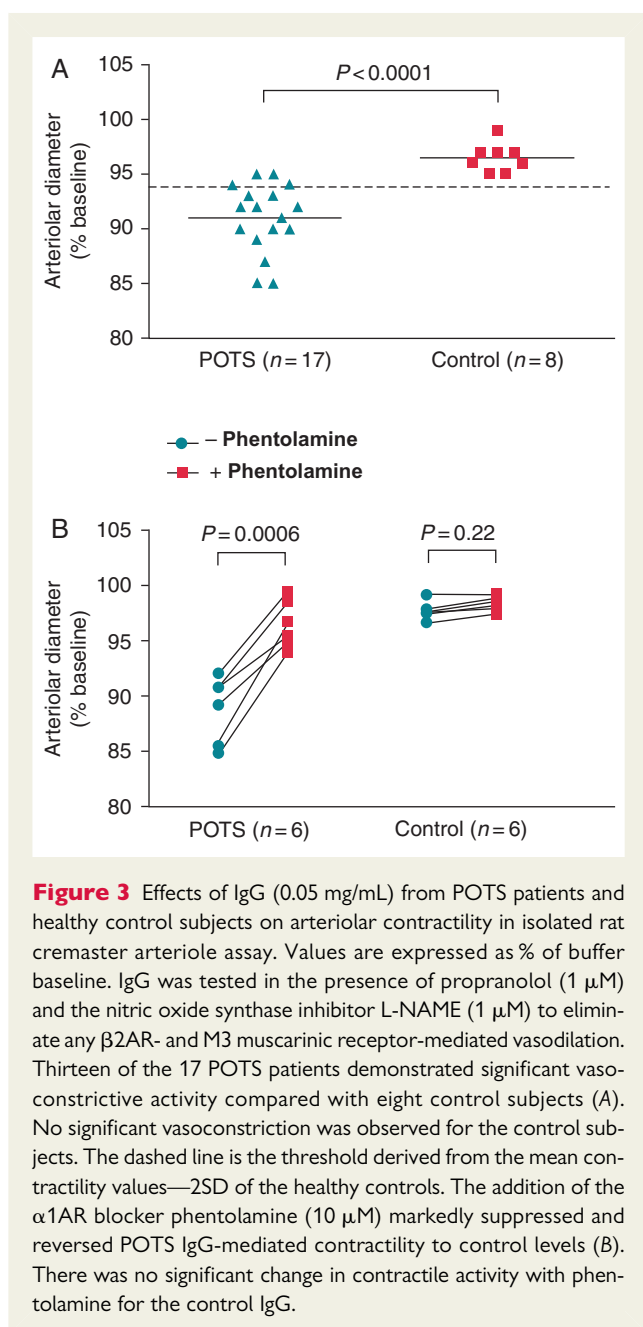 A
105
100
95
90
85
80
Arteriolar diameter
(% baseline)
P<0.0001
POTS (n=17)
Control (n=8)
– Phentolamine
+ Phentolamine
B
105
100
95
90
85
80
Arteriolar diameter
(% baseline)
P=0.0006
P=0.22
POTS (n=6)
Control (n=6)
Figure 3 Effects of IgG (0.05 mg/mL) from POTS patients and
healthy control subjects on arteriolar contractility in isolated rat
cremaster arteriole assay. Values are expressed as % of buffer
baseline. IgG was tested in the presence of propranolol (1 μM)
and the nitric oxide synthase inhibitor L-NAME (1 μM) to elimin-
ate any β2AR- and M3 muscarinic receptor-mediated vasodilation.
Thirteen of the 17 POTS patients demonstrated significant vaso-
constrictive activity compared with eight control subjects (A).
No significant vasoconstriction was observed for the control sub-
jects. The dashed line is the threshold derived from the mean con-
tractility values—2SD of the healthy controls. The addition of the
α1AR blocker phentolamine (10 μM) markedly suppressed and
reversed POTS IgG-mediated contractility to control levels (B).
There was no significant change in contractile activity with phen-
tolamine for the control IgG.